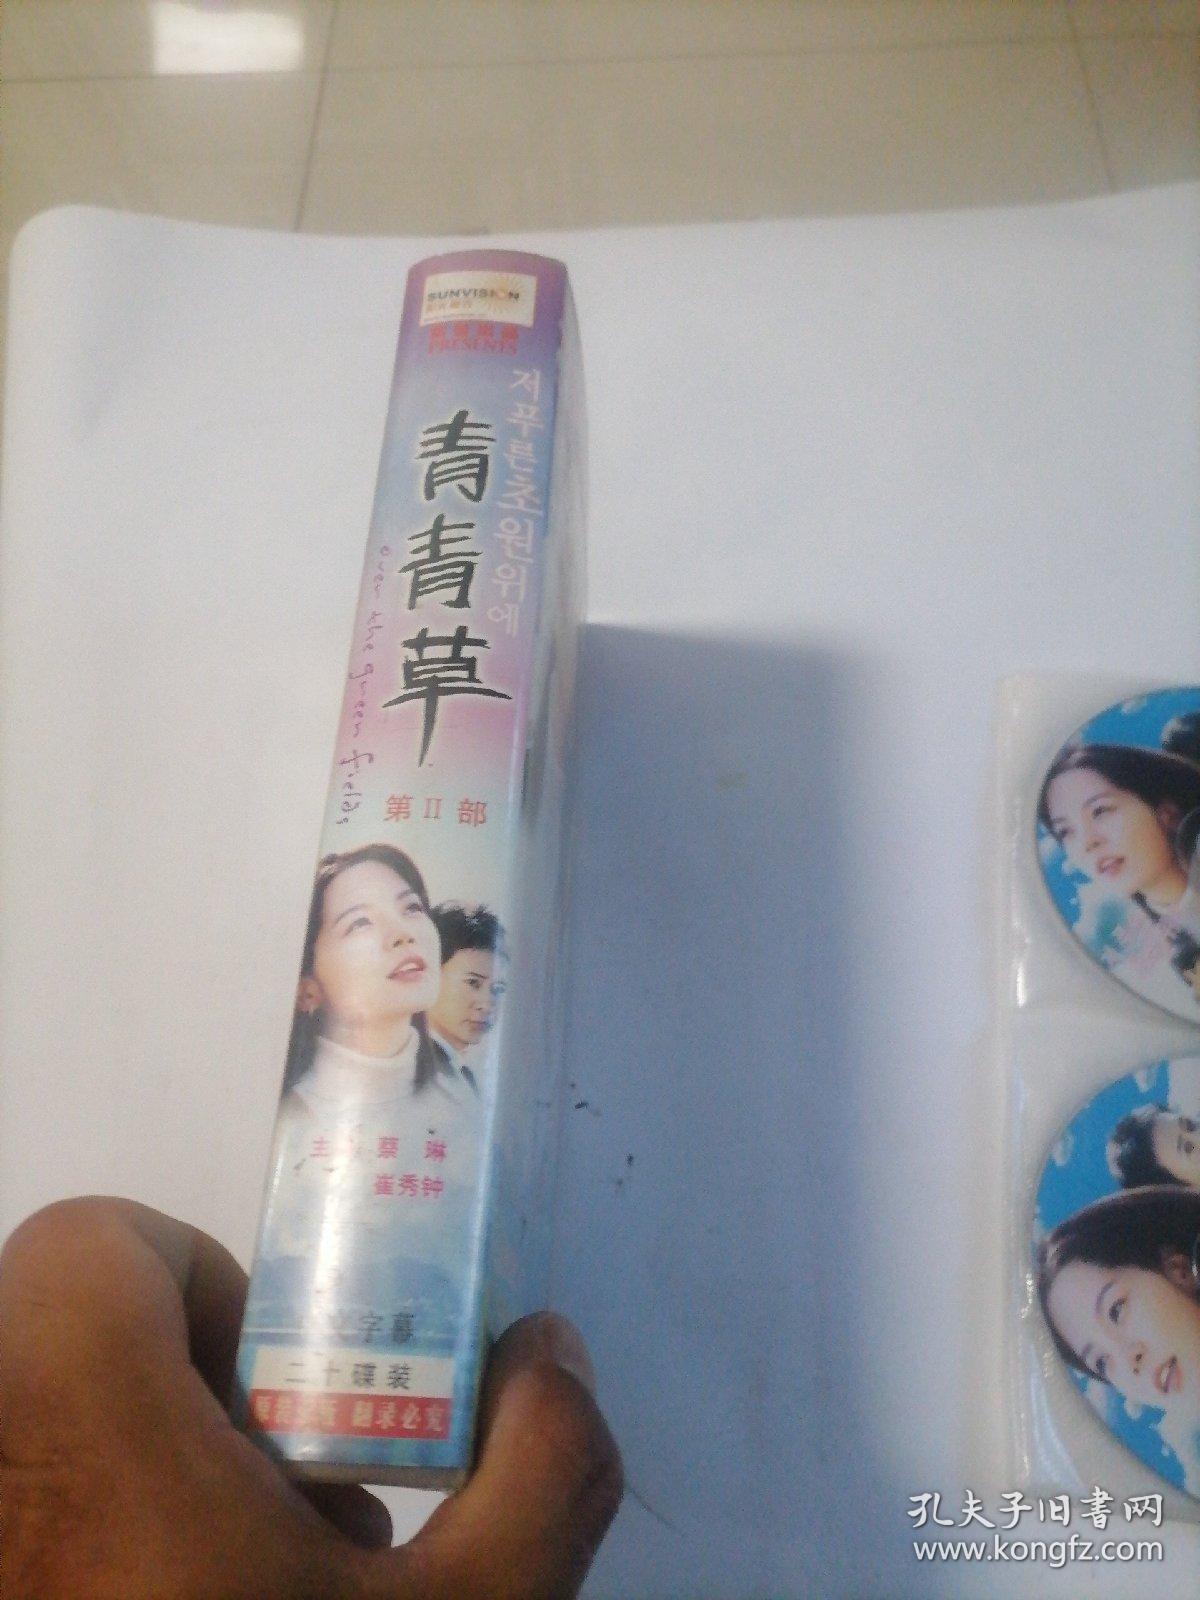 SUNVISION
PRESENTS
저푸른초원위에
青青草
over the green fields
第II部
蔡 琳
崔秀钟
字幕
二十碟装
翻录必究
孔夫子旧书网
www.kongfz.com